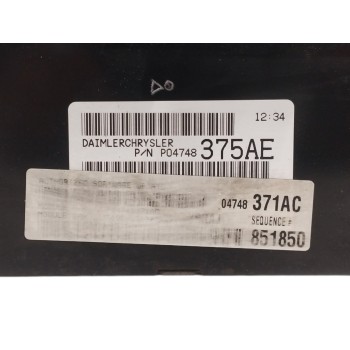 12:34
DAIMLERCHRYSLER
P/N P04748 375AE
04748 371AC
SEQUENCE #
851850